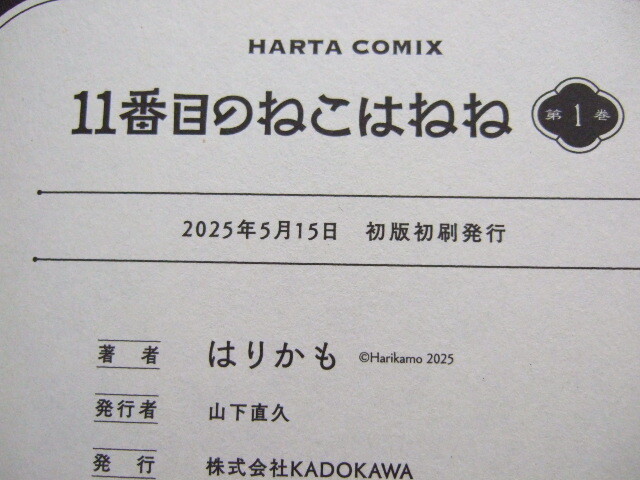 HARTA COMIX
11番目のねこはねね 第1巻
2025年5月15日 初版初刷発行
著者 はりかも ©Harikamo 2025
発行者 山下直久
発行 株式会社KADOKAWA